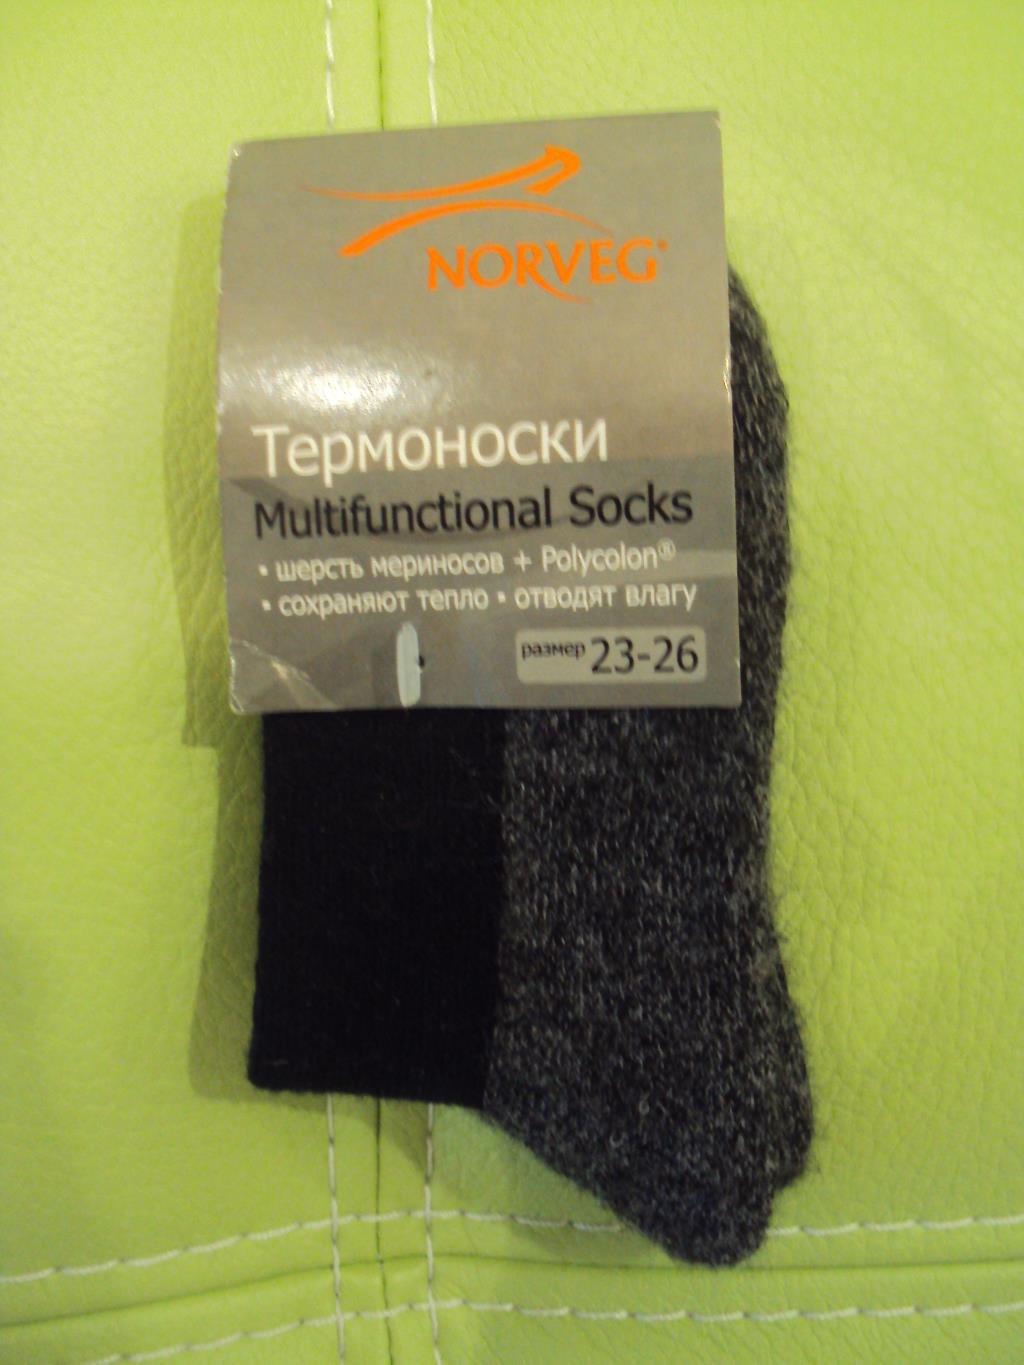 NORVEG®
Термоноски
Multifunctional Socks
• шерсть мериносов + Polycolon®
• сохраняют тепло • отводят влагу
размер 23-26